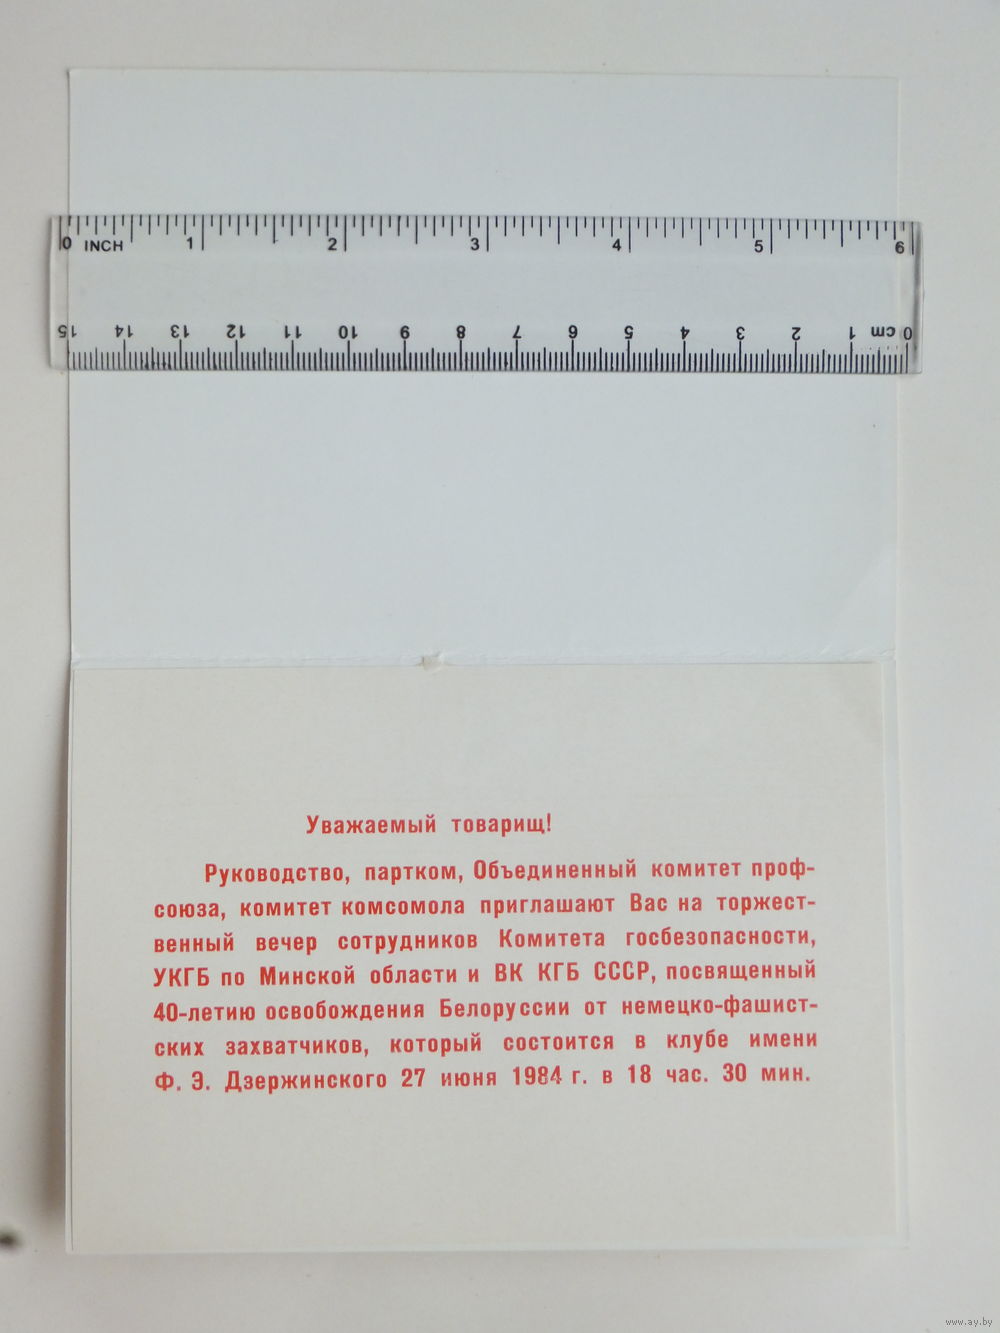 0 INCH 1 2 3 4 5 6
15 14 13 12 11 10 9 8 7 6 5 4 3 2 1 cm 0
Уважаемый товарищ!
Руководство, партком, Объединенный комитет проф-
союза, комитет комсомола приглашают Вас на торжест-
венный вечер сотрудников Комитета госбезопасности,
УКГБ по Минской области и ВК КГБ СССР, посвященный
40-летию освобождения Белоруссии от немецко-фашист-
ских захватчиков, который состоится в клубе имени
Ф. Э. Дзержинского 27 июня 1984 г. в 18 час. 30 мин.
www.ay.by